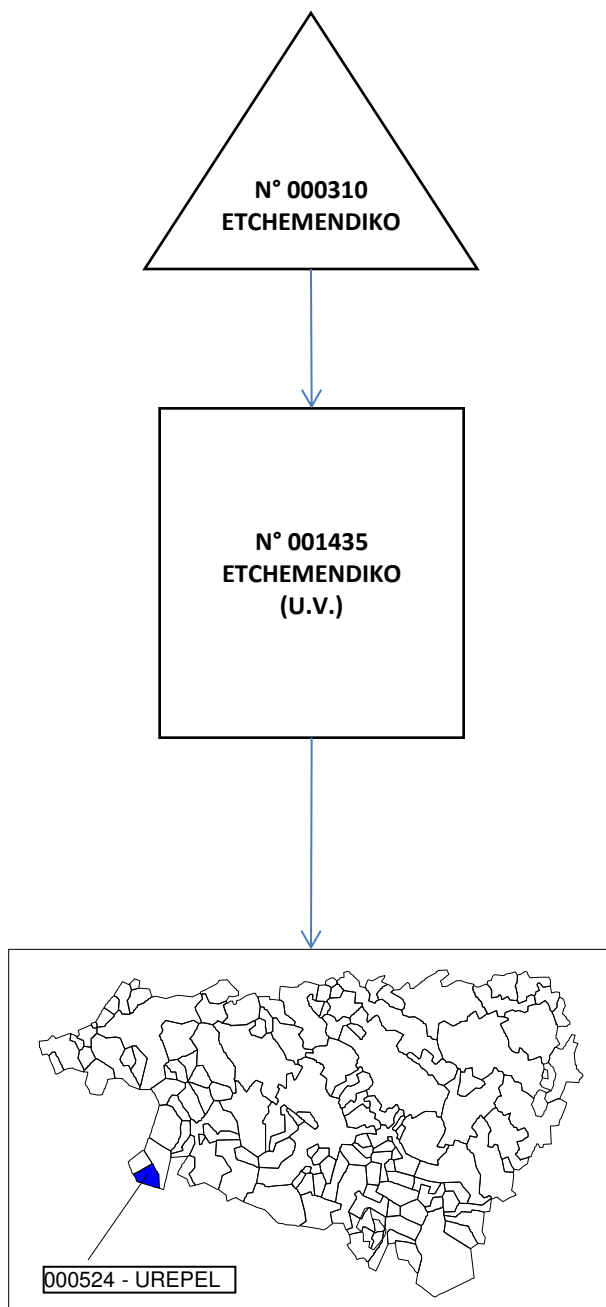 N° 000310
ETCHEMENDIKO
N° 001435
ETCHEMENDIKO
(U.V.)
000524 - UREPEL